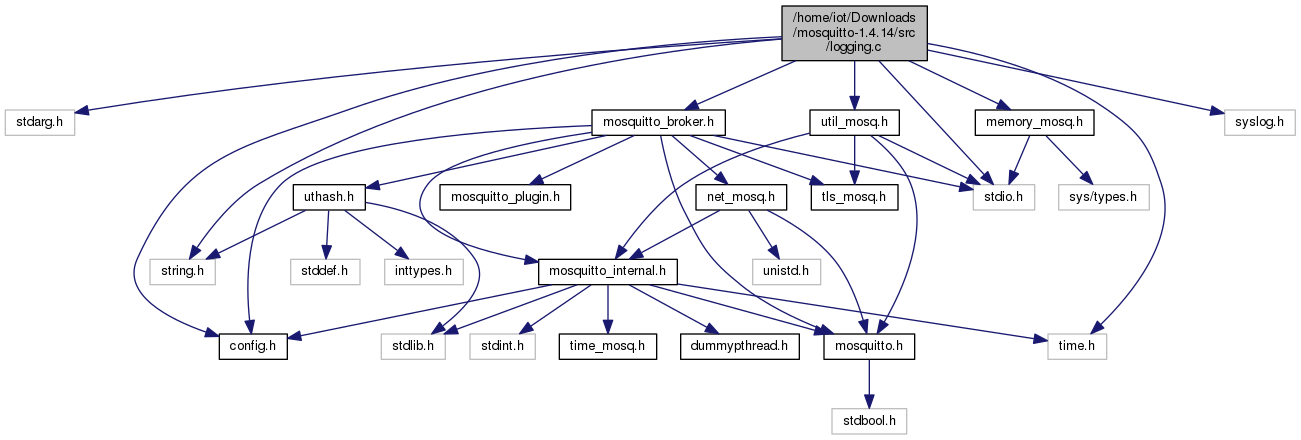 /home/iot/Downloads
/mosquitto-1.4.14/src
/logging.c
stdarg.h
mosquitto_broker.h
util_mosq.h
memory_mosq.h
syslog.h
uthash.h
mosquitto_plugin.h
net_mosq.h
tls_mosq.h
stdio.h
sys/types.h
string.h
stddef.h
inttypes.h
mosquitto_internal.h
unistd.h
config.h
stdlib.h
stdint.h
time_mosq.h
dummypthread.h
mosquitto.h
time.h
stdbool.h